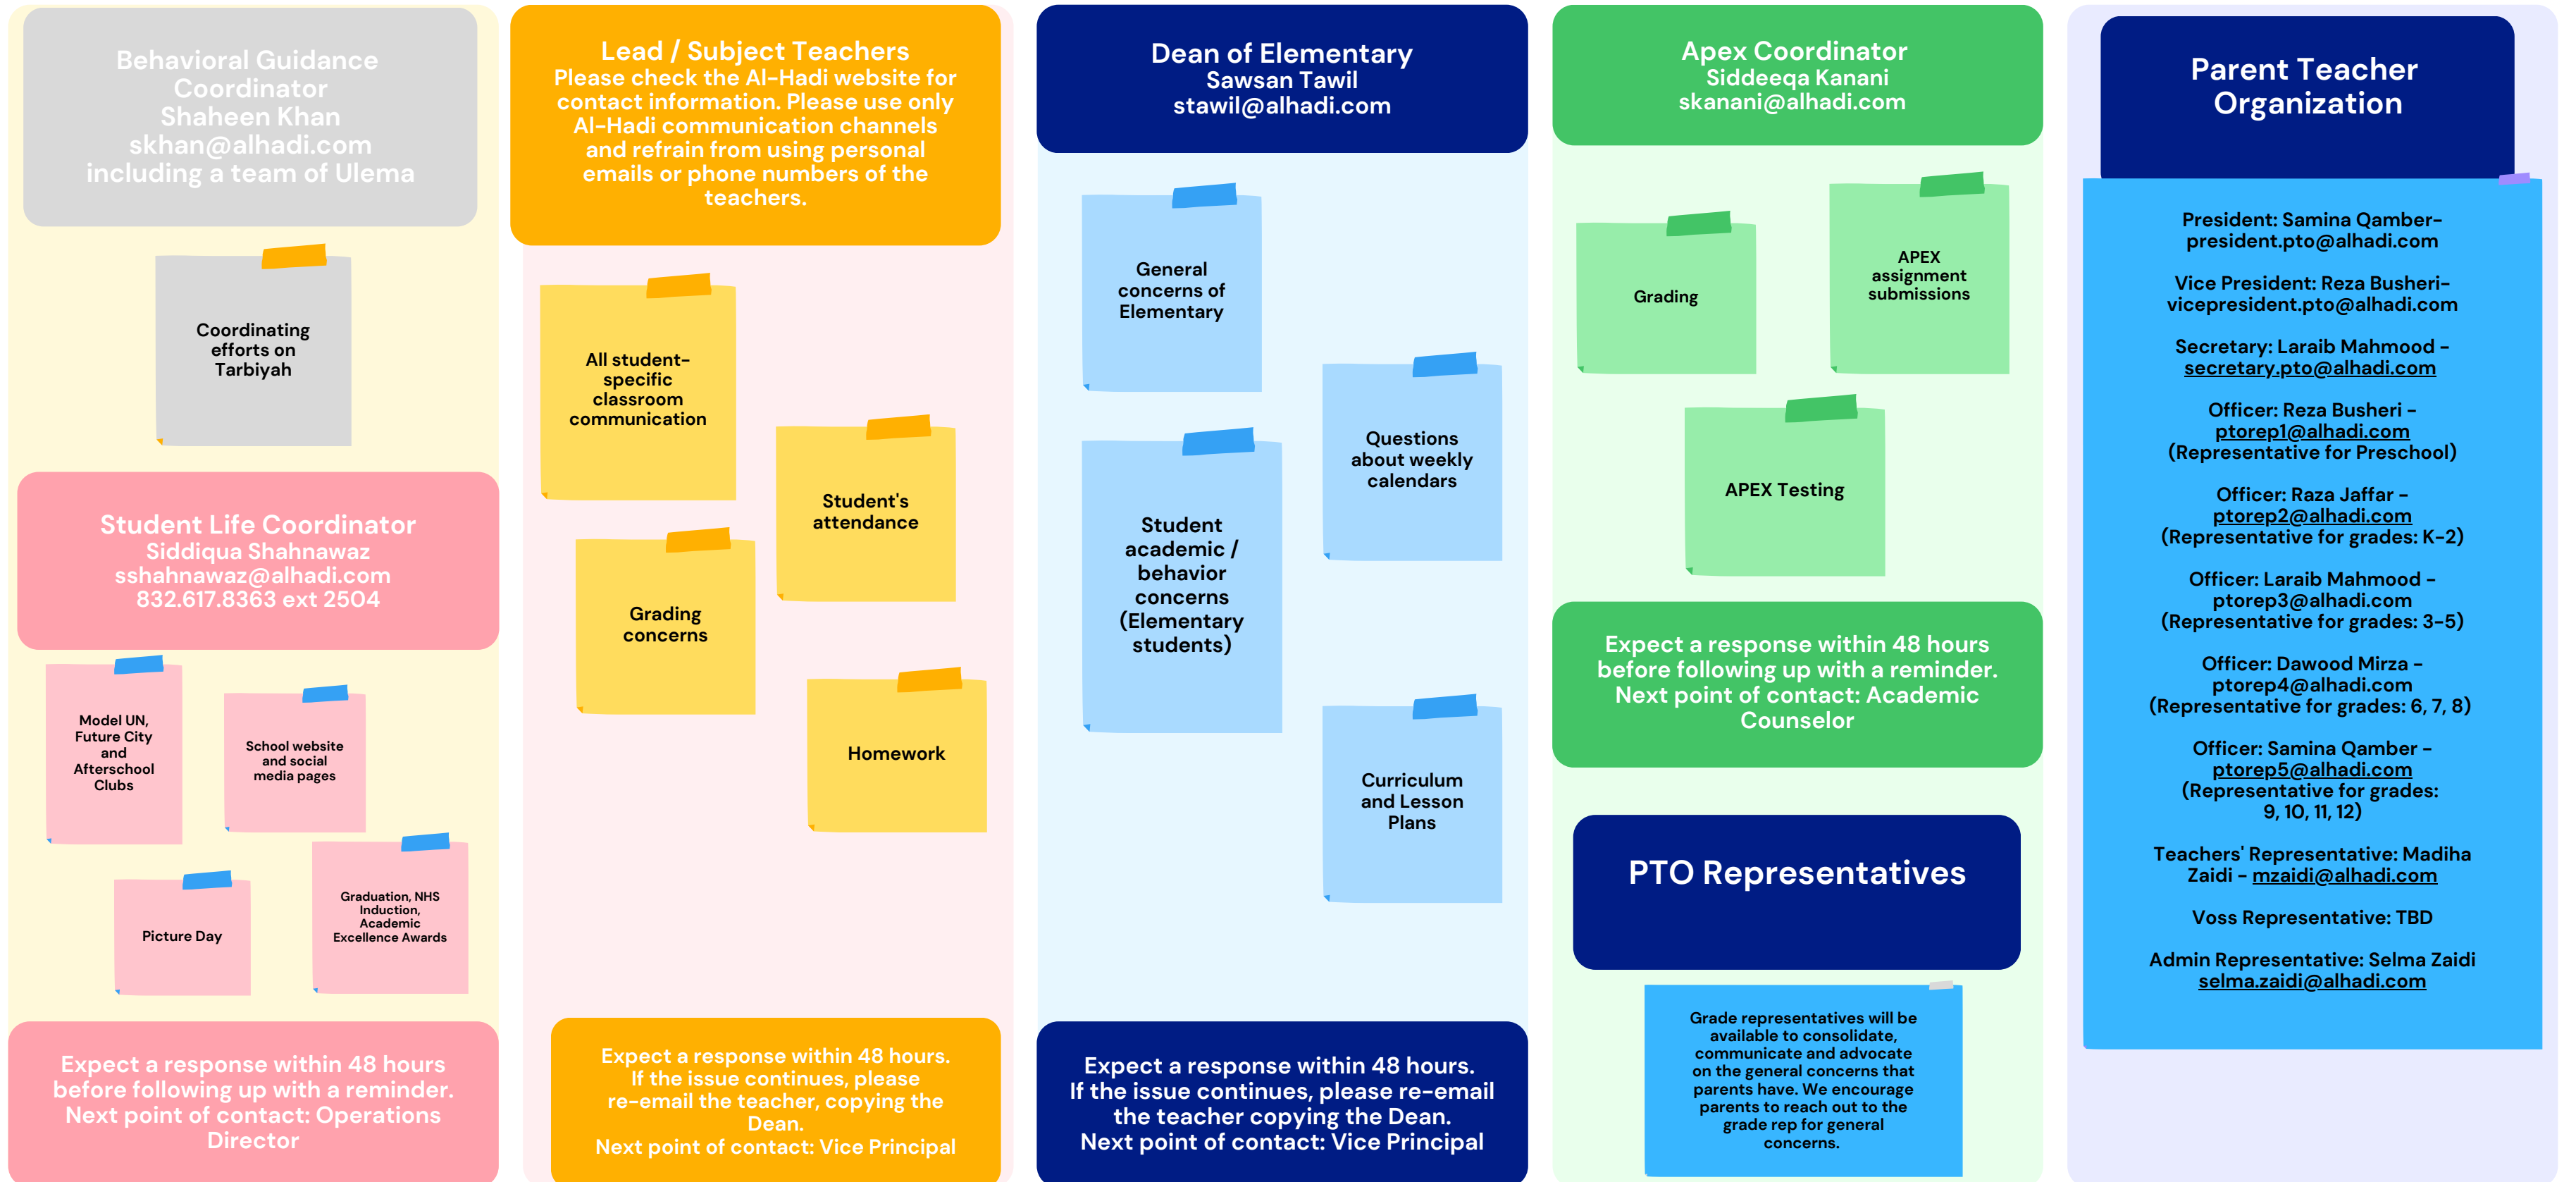 Behavioral Guidance
Coordinator
Shaheen Khan
skhan@alhadi.com
including a team of Ulema
Coordinating
efforts on
Tarbiyah
Student Life Coordinator
Siddiqua Shahnawaz
sshahnawaz@alhadi.com
832.617.8363 ext 2504
Model UN,
Future City
and
Afterschool
Clubs
School website
and social
media pages
Picture Day
Graduation, NHS
Induction,
Academic
Excellence Awards
Expect a response within 48 hours
before following up with a reminder.
Next point of contact: Operations
Director
Lead / Subject Teachers
Please check the Al-Hadi website for
contact information. Please use only
Al-Hadi communication channels
and refrain from using personal
emails or phone numbers of the
teachers.
All student-
specific
classroom
communication
Student's
attendance
Grading
concerns
Homework
Expect a response within 48 hours.
If the issue continues, please
re-email the teacher, copying the
Dean.
Next point of contact: Vice Principal
Dean of Elementary
Sawsan Tawil
stawil@alhadi.com
General
concerns of
Elementary
Questions
about weekly
calendars
Student
academic /
behavior
concerns
(Elementary
students)
Curriculum
and Lesson
Plans
Expect a response within 48 hours.
If the issue continues, please re-email
the teacher copying the Dean.
Next point of contact: Vice Principal
Apex Coordinator
Siddeeqa Kanani
skanani@alhadi.com
Grading
APEX
assignment
submissions
APEX Testing
Expect a response within 48 hours
before following up with a reminder.
Next point of contact: Academic
Counselor
PTO Representatives
Grade representatives will be
available to consolidate,
communicate and advocate
on the general concerns that
parents have. We encourage
parents to reach out to the
grade rep for general
concerns.
Parent Teacher
Organization
President: Samina Qamber-
president.pto@alhadi.com
Vice President: Reza Busheri-
vicepresident.pto@alhadi.com
Secretary: Laraib Mahmood -
secretary.pto@alhadi.com
Officer: Reza Busheri -
ptorep1@alhadi.com
(Representative for Preschool)
Officer: Raza Jaffar -
ptorep2@alhadi.com
(Representative for grades: K-2)
Officer: Laraib Mahmood -
ptorep3@alhadi.com
(Representative for grades: 3-5)
Officer: Dawood Mirza -
ptorep4@alhadi.com
(Representative for grades: 6, 7, 8)
Officer: Samina Qamber -
ptorep5@alhadi.com
(Representative for grades:
9, 10, 11, 12)
Teachers' Representative: Madiha
Zaidi - mzaidi@alhadi.com
Voss Representative: TBD
Admin Representative: Selma Zaidi
selma.zaidi@alhadi.com